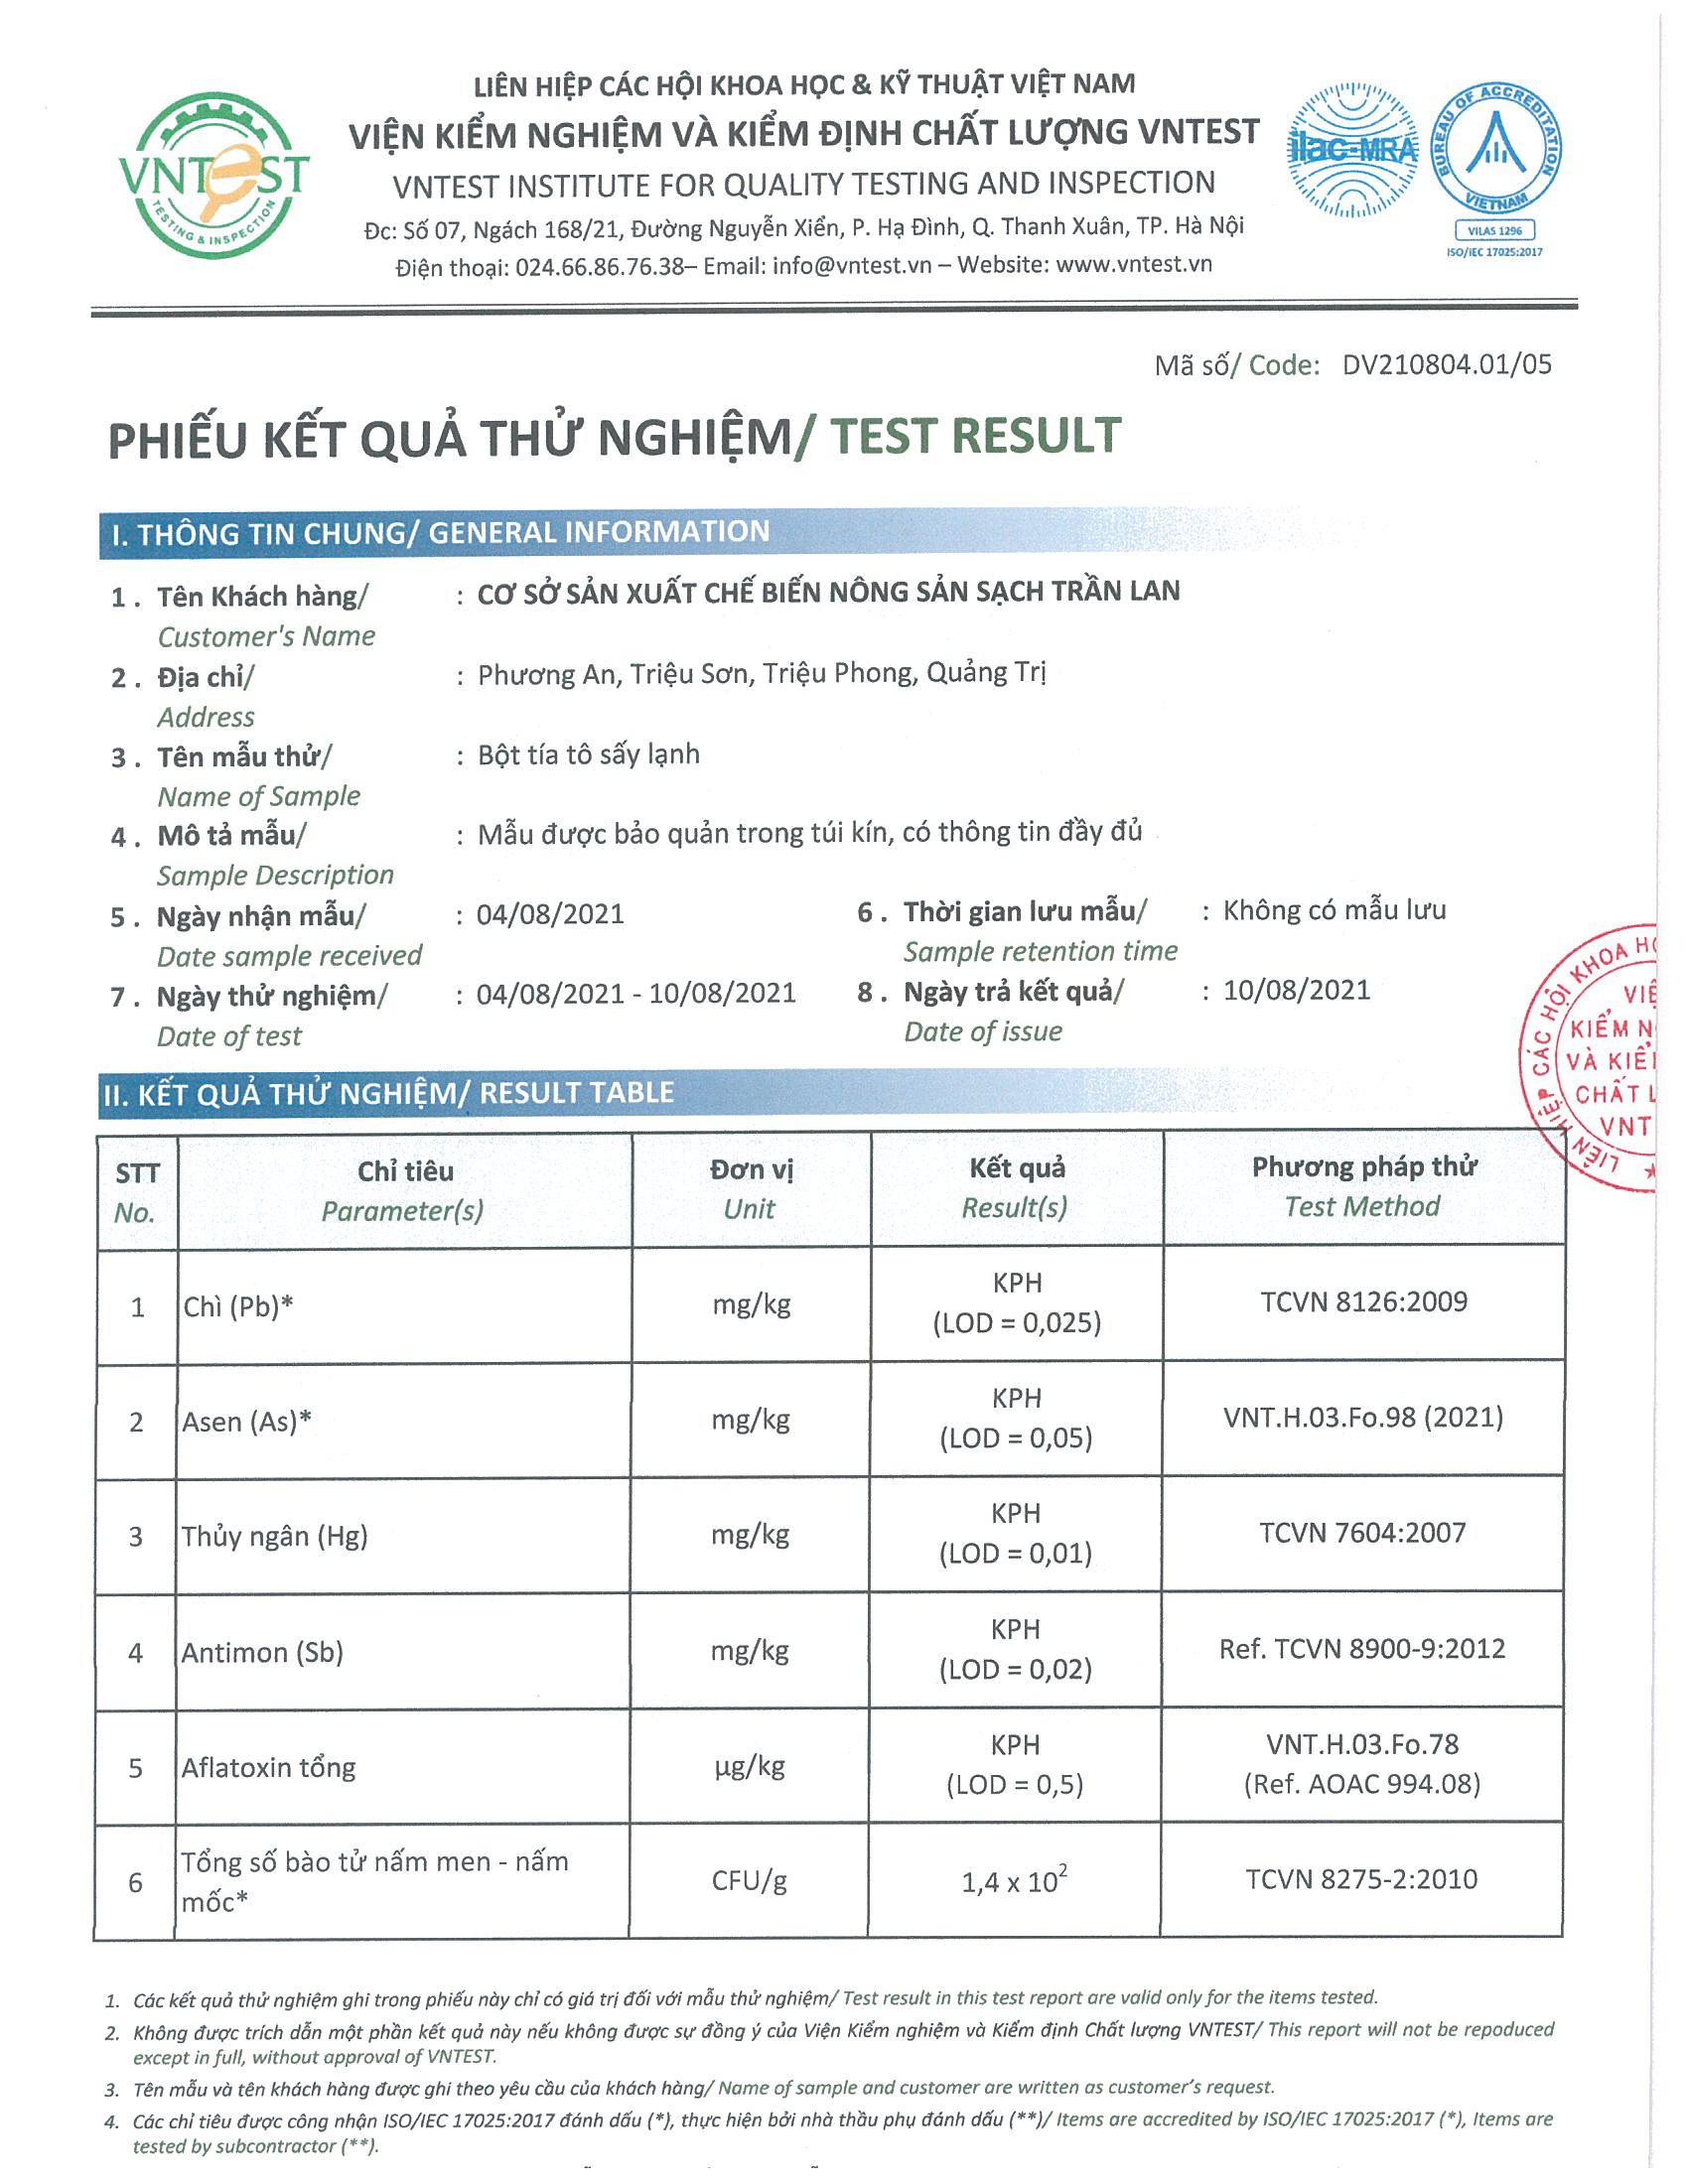 LIÊN HIỆP CÁC HỘI KHOA HỌC & KỸ THUẬT VIỆT NAM
VIỆN KIỂM NGHIỆM VÀ KIỂM ĐỊNH CHẤT LƯỢNG VNTEST
VNTEST INSTITUTE FOR QUALITY TESTING AND INSPECTION
Đc: Số 07, Ngách 168/21, Đường Nguyễn Xiển, P. Hạ Đình, Q. Thanh Xuân, TP. Hà Nội
Điện thoại: 024.66.86.76.38– Email: info@vntest.vn – Website: www.vntest.vn
VNTEST
TESTING & INSPECTION
ilac-MRA
BUREAU OF ACCREDITATION
VIETNAM
VILAS 1296
ISO/IEC 17025:2017
Mã số/ Code: DV210804.01/05
PHIẾU KẾT QUẢ THỬ NGHIỆM/ TEST RESULT
I. THÔNG TIN CHUNG/ GENERAL INFORMATION
1. Tên Khách hàng/ : CƠ SỞ SẢN XUẤT CHẾ BIẾN NÔNG SẢN SẠCH TRẦN LAN
Customer's Name
2. Địa chỉ/ : Phương An, Triệu Sơn, Triệu Phong, Quảng Trị
Address
3. Tên mẫu thử/ : Bột tía tô sấy lạnh
Name of Sample
4. Mô tả mẫu/ : Mẫu được bảo quản trong túi kín, có thông tin đầy đủ
Sample Description
5. Ngày nhận mẫu/ : 04/08/2021 6. Thời gian lưu mẫu/ : Không có mẫu lưu
Date sample received Sample retention time
7. Ngày thử nghiệm/ : 04/08/2021 - 10/08/2021 8. Ngày trả kết quả/ : 10/08/2021
Date of test Date of issue
LIÊN HIỆP CÁC HỘI KHOA
KIỂM
VÀ
CHẤT
II. KẾT QUẢ THỬ NGHIỆM/ RESULT TABLE
STT Chỉ tiêu Đơn vị Kết quả Phương pháp thử
No. Parameter(s) Unit Result(s) Test Method
1 Chì (Pb)* mg/kg KPH (LOD = 0,025) TCVN 8126:2009
2 Asen (As)* mg/kg KPH (LOD = 0,05) VNT.H.03.Fo.98 (2021)
3 Thủy ngân (Hg) mg/kg KPH (LOD = 0,01) TCVN 7604:2007
4 Antimon (Sb) mg/kg KPH (LOD = 0,02) Ref. TCVN 8900-9:2012
5 Aflatoxin tổng µg/kg KPH (LOD = 0,5) VNT.H.03.Fo.78 (Ref. AOAC 994.08)
6 Tổng số bào tử nấm men - nấm mốc* CFU/g 1,4 x 10² TCVN 8275-2:2010
1. Các kết quả thử nghiệm ghi trong phiếu này chỉ có giá trị đối với mẫu thử nghiệm/ Test result in this test report are valid only for the items tested.
2. Không được trích dẫn một phần kết quả này nếu không được sự đồng ý của Viện Kiểm nghiệm và Kiểm định Chất lượng VNTEST/ This report will not be repoduced
except in full, without approval of VNTEST.
3. Tên mẫu và tên khách hàng được ghi theo yêu cầu của khách hàng/ Name of sample and customer are written as customer's request.
4. Các chỉ tiêu được công nhận ISO/IEC 17025:2017 đánh dấu (*), thực hiện bởi nhà thầu phụ đánh dấu (**)/ Items are accredited by ISO/IEC 17025:2017 (*), Items are
tested by subcontractor (**).